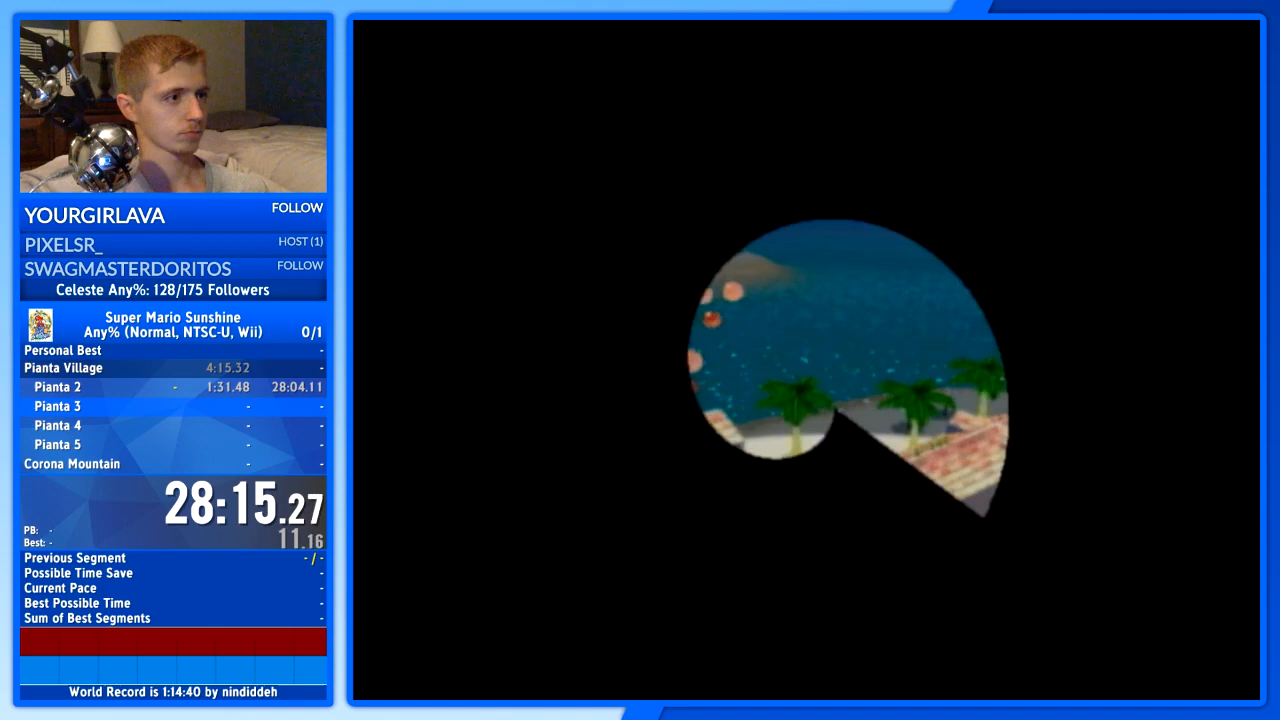 YOURGIRLAVA FOLLOW
PIXELSR_ HOST (1)
SWAGMASTERDORITOS FOLLOW
Celeste Any%: 128/175 Followers
Super Mario Sunshine
Any% (Normal, NTSC-U, Wii) 0/1
Personal Best -
Pianta Village 4:15.32 -
Pianta 2 - 1:31.48 28:04.11
Pianta 3 - -
Pianta 4 - -
Pianta 5 - -
Corona Mountain - -
28:15.27
PB: -
Best: - 11.16
Previous Segment - / -
Possible Time Save -
Current Pace -
Best Possible Time -
Sum of Best Segments -
World Record is 1:14:40 by nindiddeh